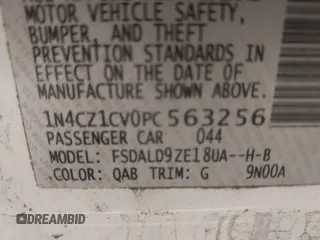 MOTOR VEHICLE SAFETY,
BUMPER, AND THEFT
PREVENTION STANDARDS IN
EFFECT ON THE DATE OF
MANUFACTURE SHOWN ABOVE.
1N4CZ1CV0PC563256
PASSENGER CAR 044
MODEL: FSDALD9ZE18UA--H-B
COLOR: QAB TRIM: G 9N00A
DREAMBID